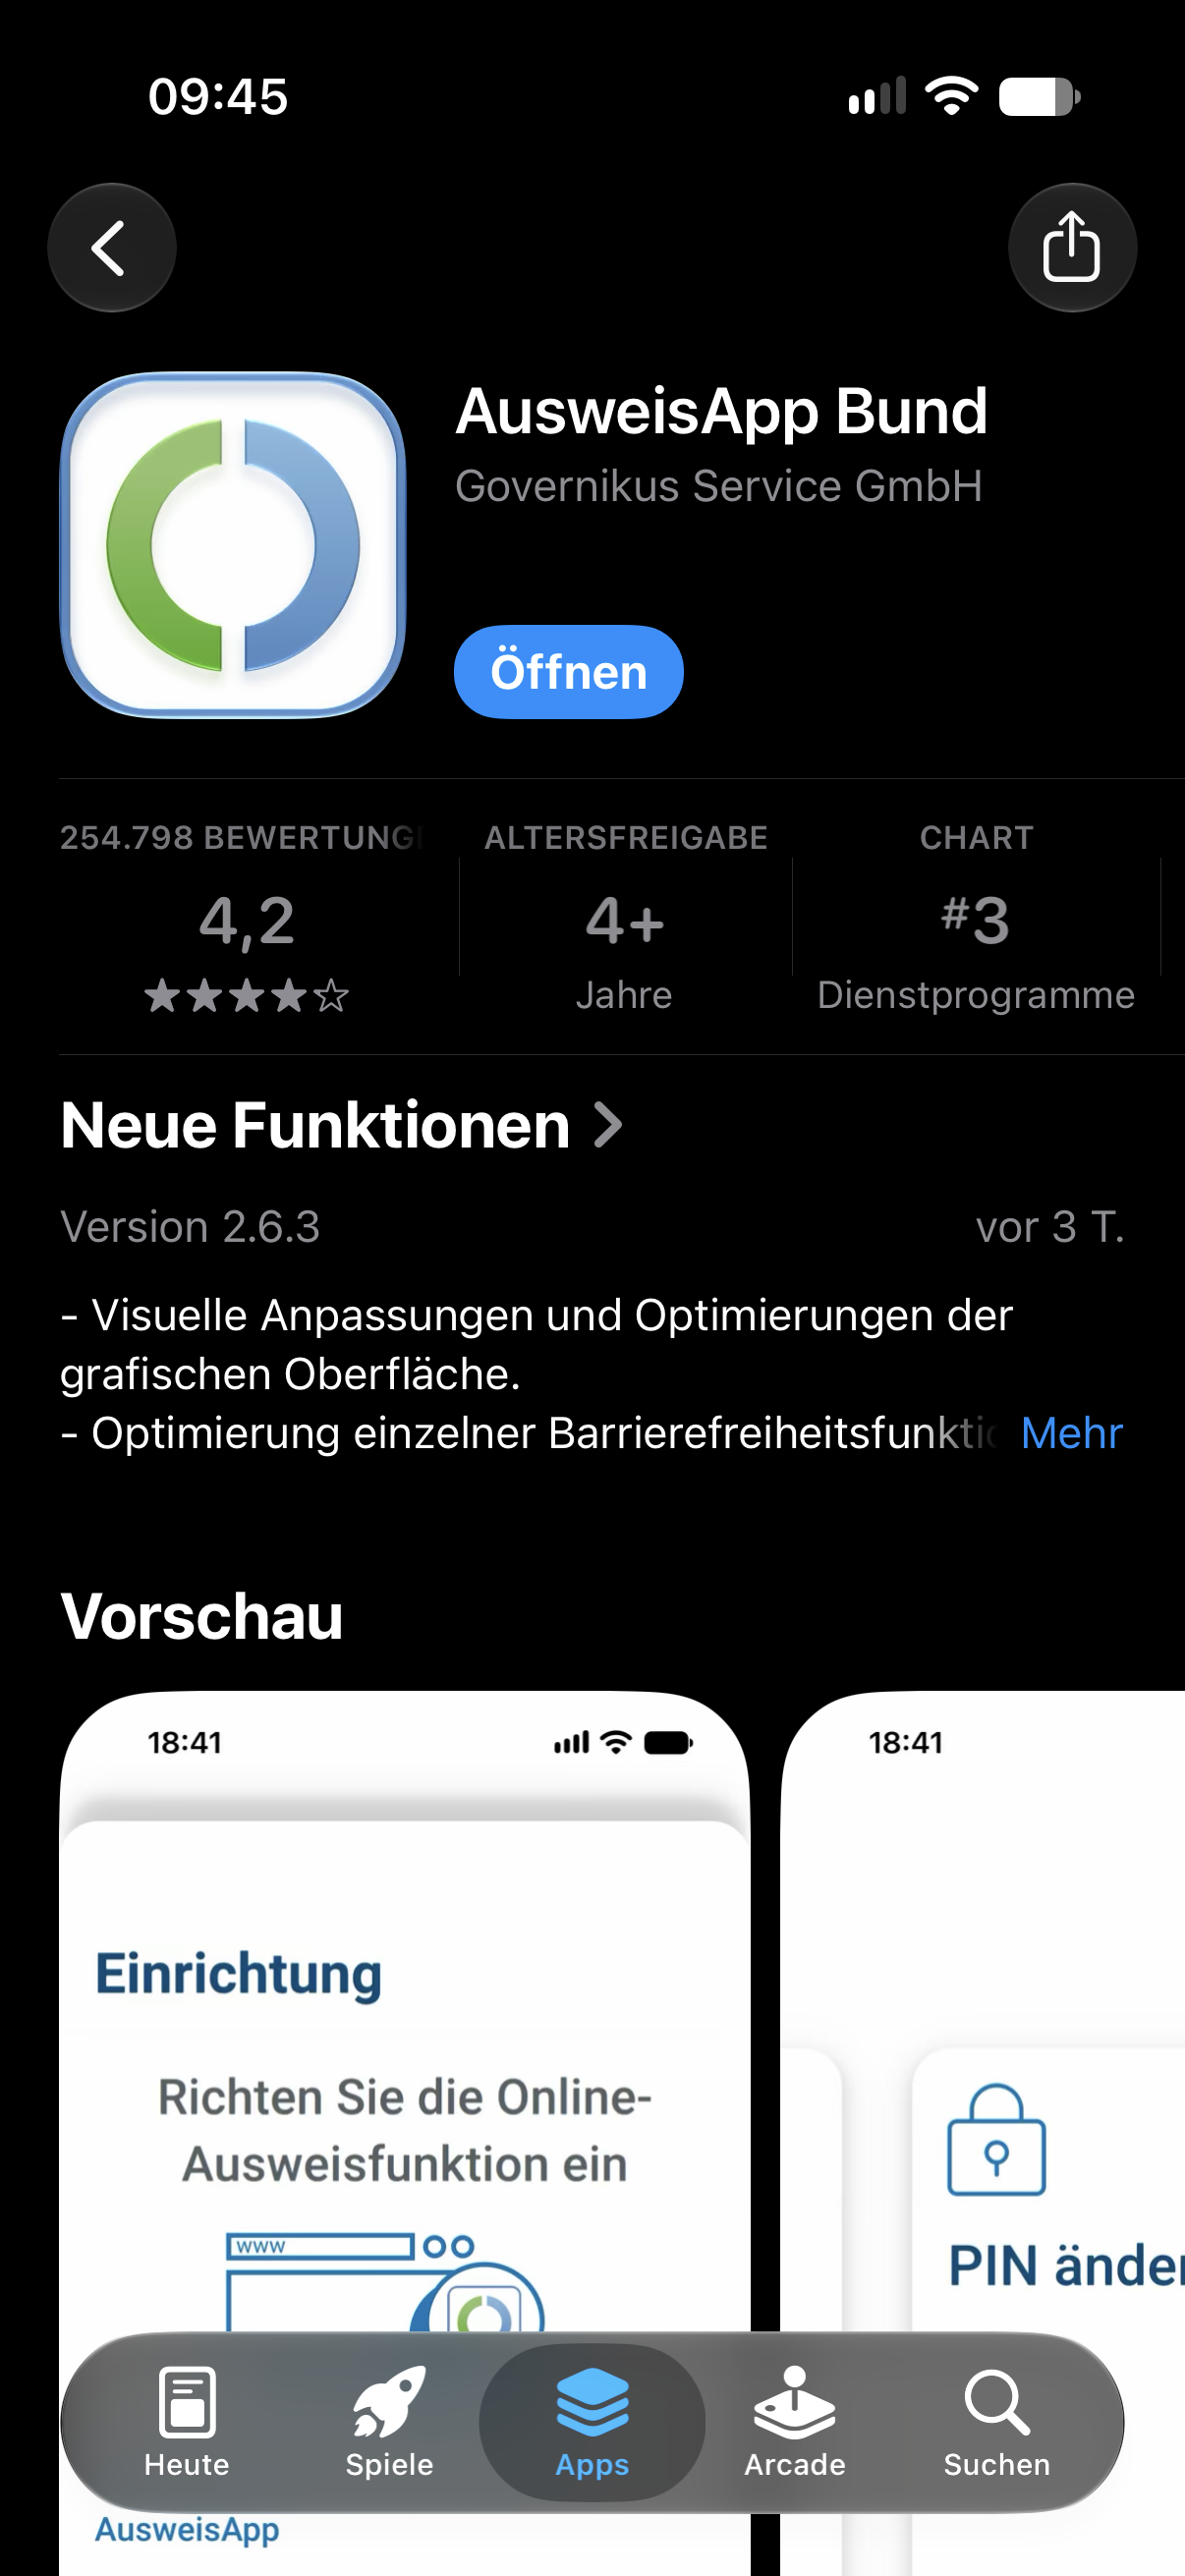 09:45
AusweisApp Bund
Governikus Service GmbH
Öffnen
254.798 BEWERTUNG
ALTERSFREIGABE
CHART
4,2
4+
#3
Jahre
Dienstprogramme
Neue Funktionen
Version 2.6.3
vor 3 T.
- Visuelle Anpassungen und Optimierungen der
grafischen Oberfläche.
- Optimierung einzelner Barrierefreiheitsfunktio Mehr
Vorschau
18:41
18:41
Einrichtung
Richten Sie die Online-
Ausweisfunktion ein
www
PIN änder
Heute
Spiele
Apps
Arcade
Suchen
AusweisApp